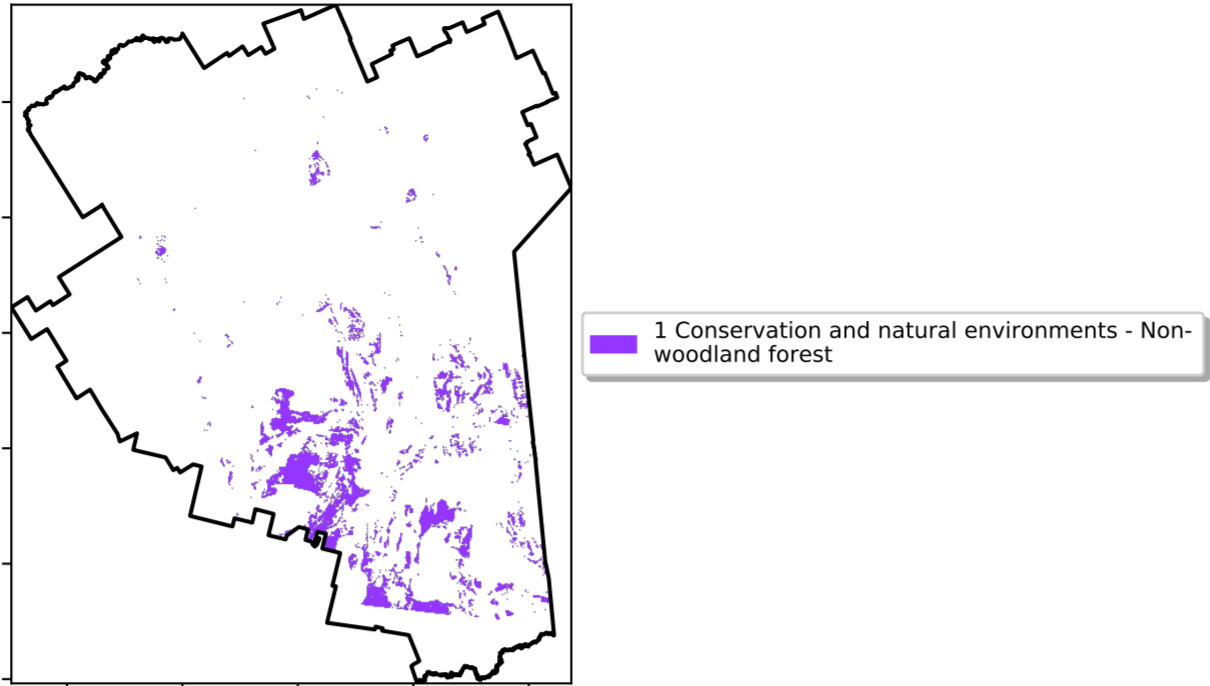 1 Conservation and natural environments - Non-
woodland forest